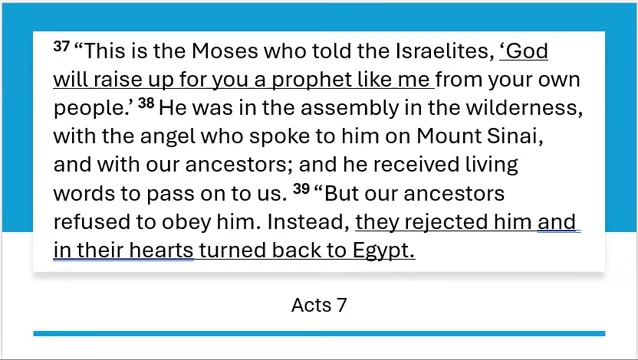 37 “This is the Moses who told the Israelites, ‘God
will raise up for you a prophet like me from your own
people.’ 38 He was in the assembly in the wilderness,
with the angel who spoke to him on Mount Sinai,
and with our ancestors; and he received living
words to pass on to us. 39 “But our ancestors
refused to obey him. Instead, they rejected him and
in their hearts turned back to Egypt.
Acts 7